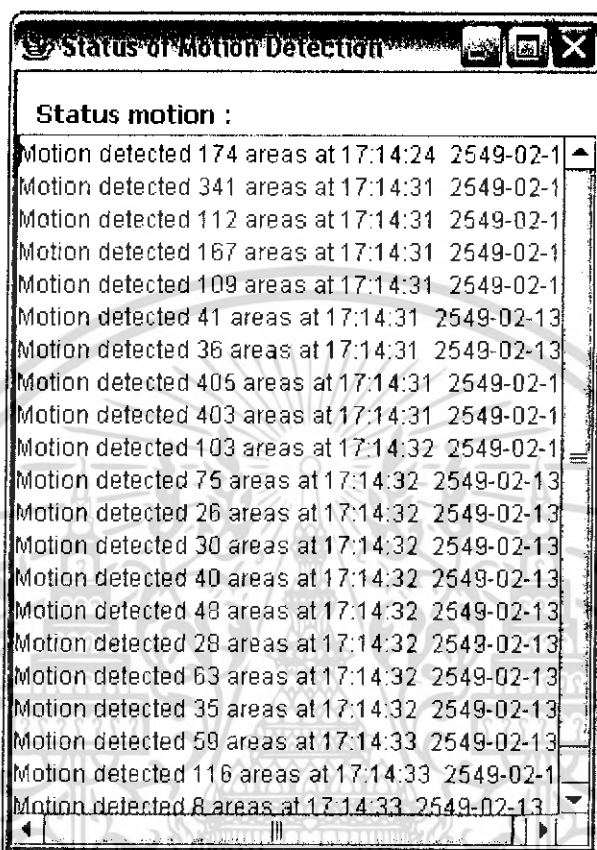 Status of Motion Detection
Status motion :
Motion detected 174 areas at 17:14:24 2549-02-1
Motion detected 341 areas at 17:14:31 2549-02-1
Motion detected 112 areas at 17:14:31 2549-02-1
Motion detected 167 areas at 17:14:31 2549-02-1
Motion detected 109 areas at 17:14:31 2549-02-1
Motion detected 41 areas at 17:14:31 2549-02-13
Motion detected 36 areas at 17:14:31 2549-02-13
Motion detected 405 areas at 17:14:31 2549-02-1
Motion detected 403 areas at 17:14:31 2549-02-1
Motion detected 103 areas at 17:14:32 2549-02-1
Motion detected 75 areas at 17:14:32 2549-02-13
Motion detected 26 areas at 17:14:32 2549-02-13
Motion detected 30 areas at 17:14:32 2549-02-13
Motion detected 40 areas at 17:14:32 2549-02-13
Motion detected 48 areas at 17:14:32 2549-02-13
Motion detected 28 areas at 17:14:32 2549-02-13
Motion detected 63 areas at 17:14:32 2549-02-13
Motion detected 35 areas at 17:14:32 2549-02-13
Motion detected 59 areas at 17:14:33 2549-02-13
Motion detected 116 areas at 17:14:33 2549-02-1
Motion detected 8 areas at 17:14:33 2549-02-13